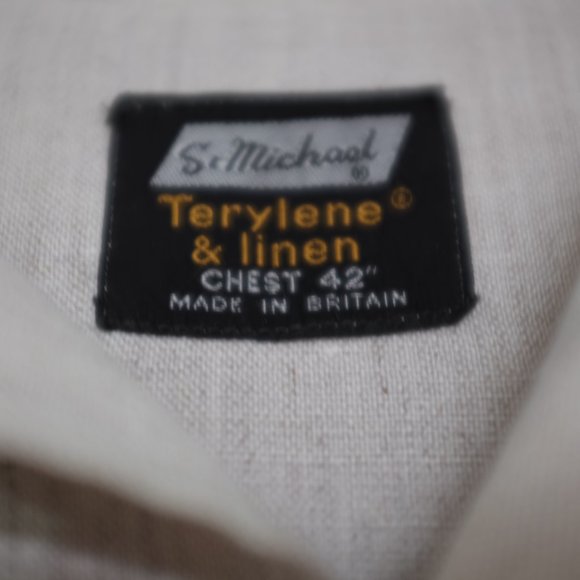 St Michael ®
Terylene ®
& linen
CHEST 42"
MADE IN BRITAIN